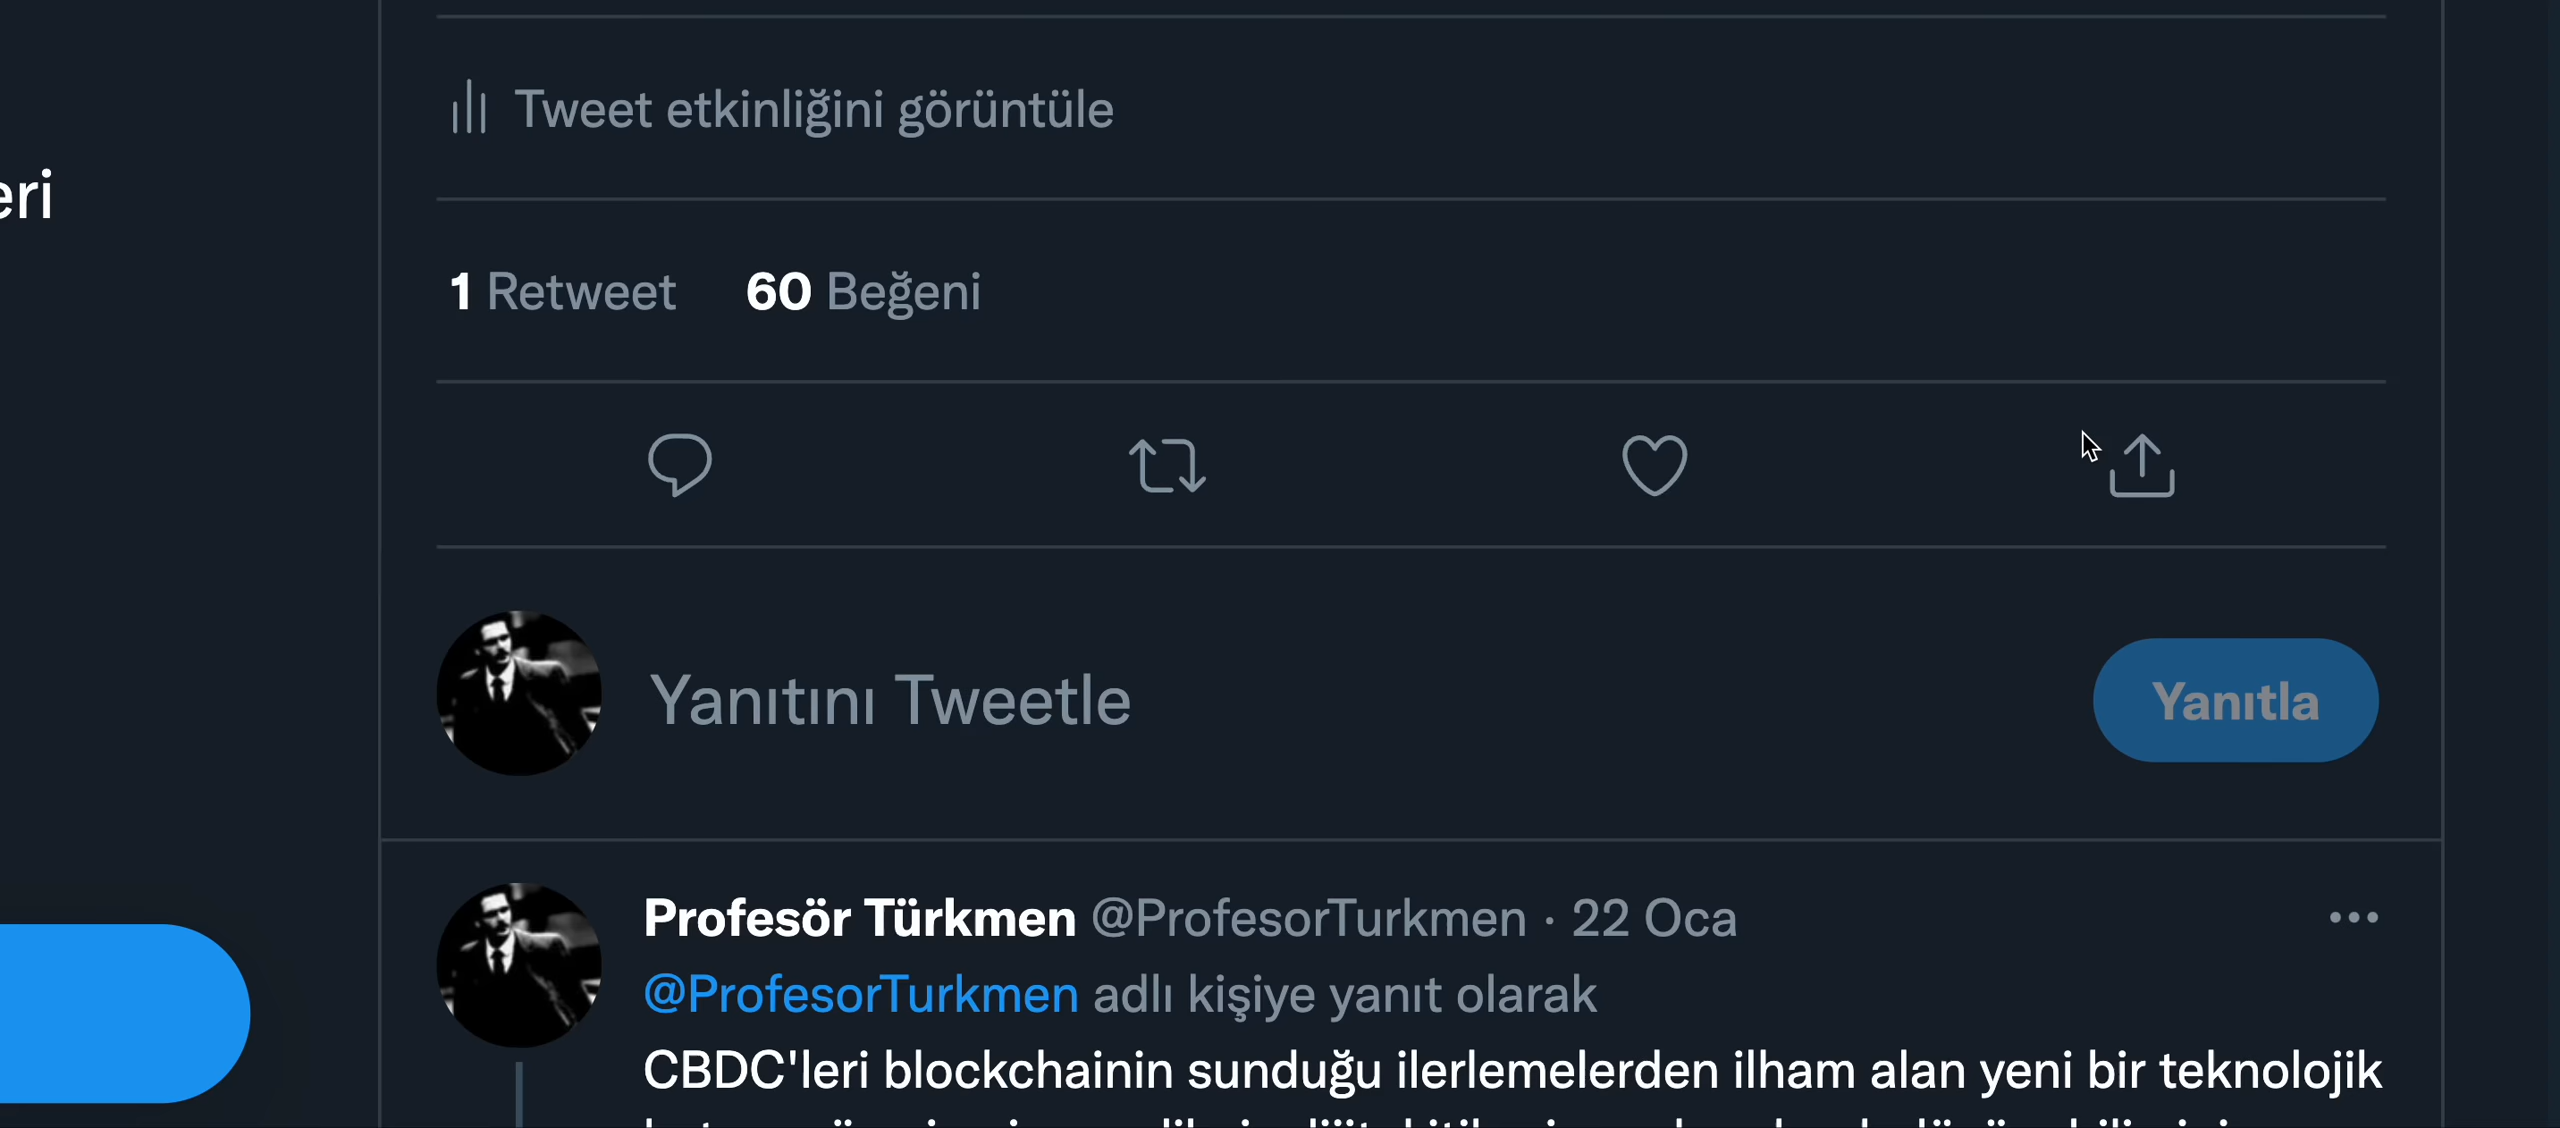 Tweet etkinliğini görüntüle
eri
1 Retweet 60 Beğeni
Yanıtını Tweetle
Yanıtla
Profesör Türkmen @ProfesorTurkmen · 22 Oca
@ProfesorTurkmen adlı kişiye yanıt olarak
CBDC'leri blockchainin sunduğu ilerlemelerden ilham alan yeni bir teknolojik